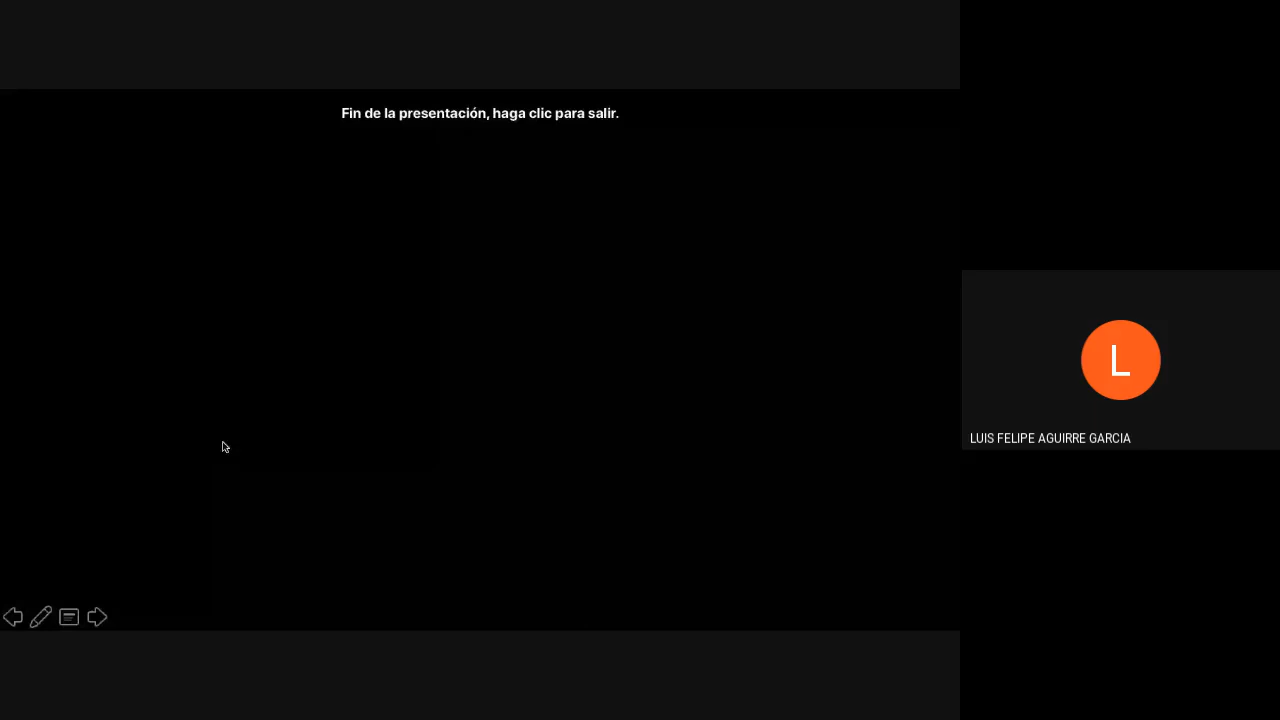 Fin de la presentación, haga clic para salir.
L
LUIS FELIPE AGUIRRE GARCIA